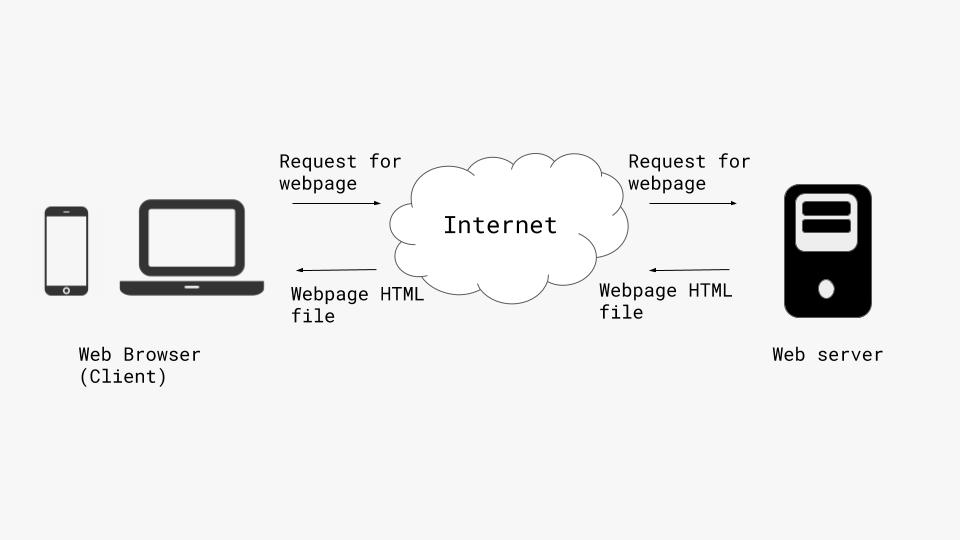 Request for
webpage
Request for
webpage
Internet
Webpage HTML
file
Webpage HTML
file
Web Browser
(Client)
Web server